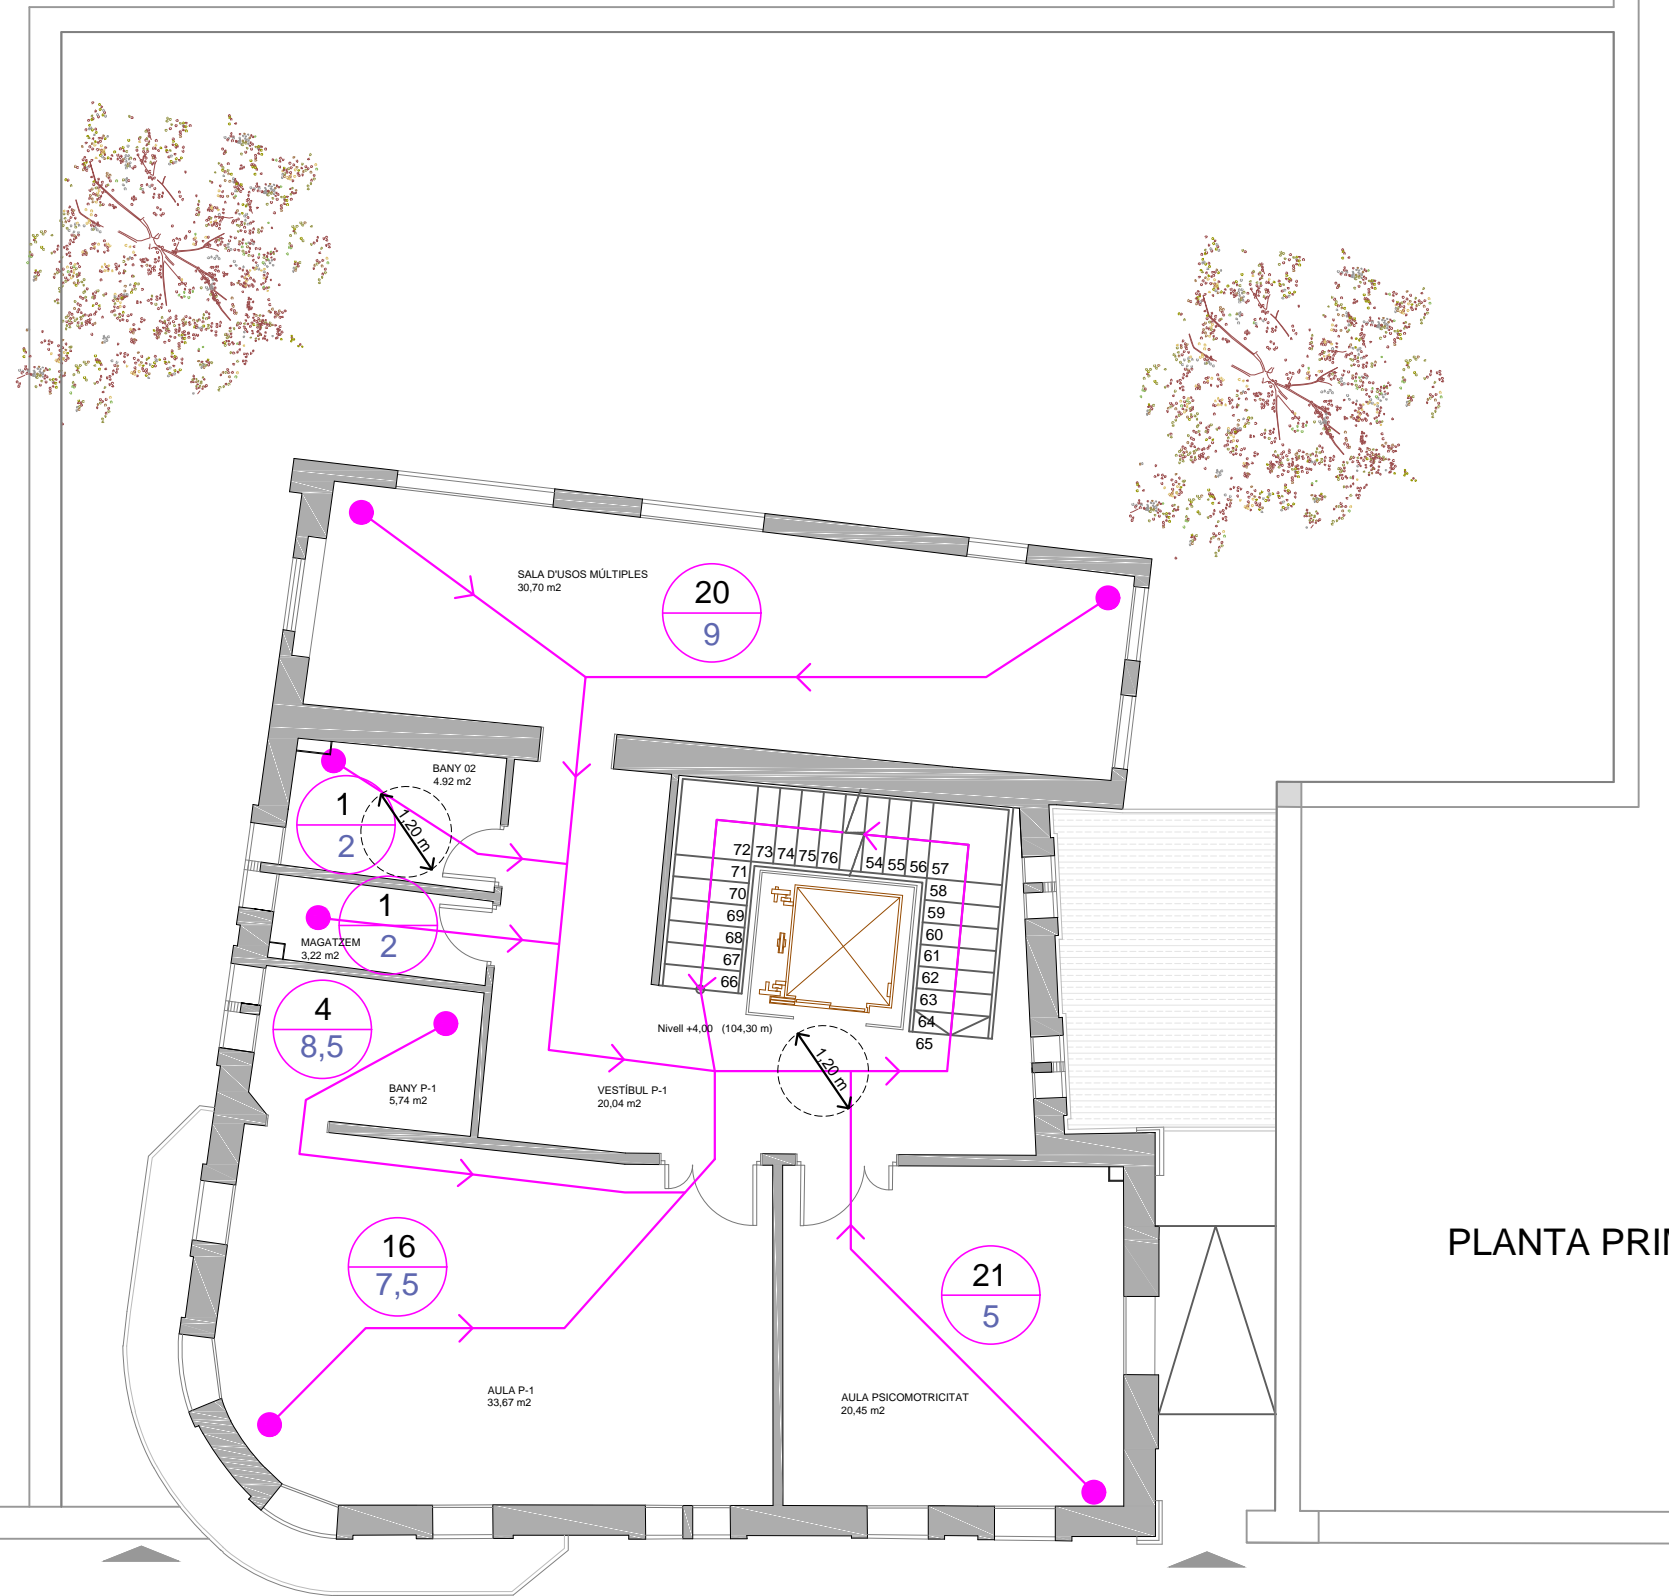 SALA D'USOS MÚLTIPLES
30,70 m2
20
9
BANY 02
4.92 m2
1
2
1,20 m
1
2
MAGATZEM
3,22 m2
72 73 74 75 76
54 55 56 57
71
70
69
68
67
66
58
59
60
61
62
63
64
65
4
8,5
Nivell +4,00 (104,30 m)
1,20 m
BANY P-1
5,74 m2
VESTÍBUL P-1
20,04 m2
16
7,5
21
5
PLANTA PRI
AULA P-1
33,67 m2
AULA PSICOMOTRICITAT
20,45 m2